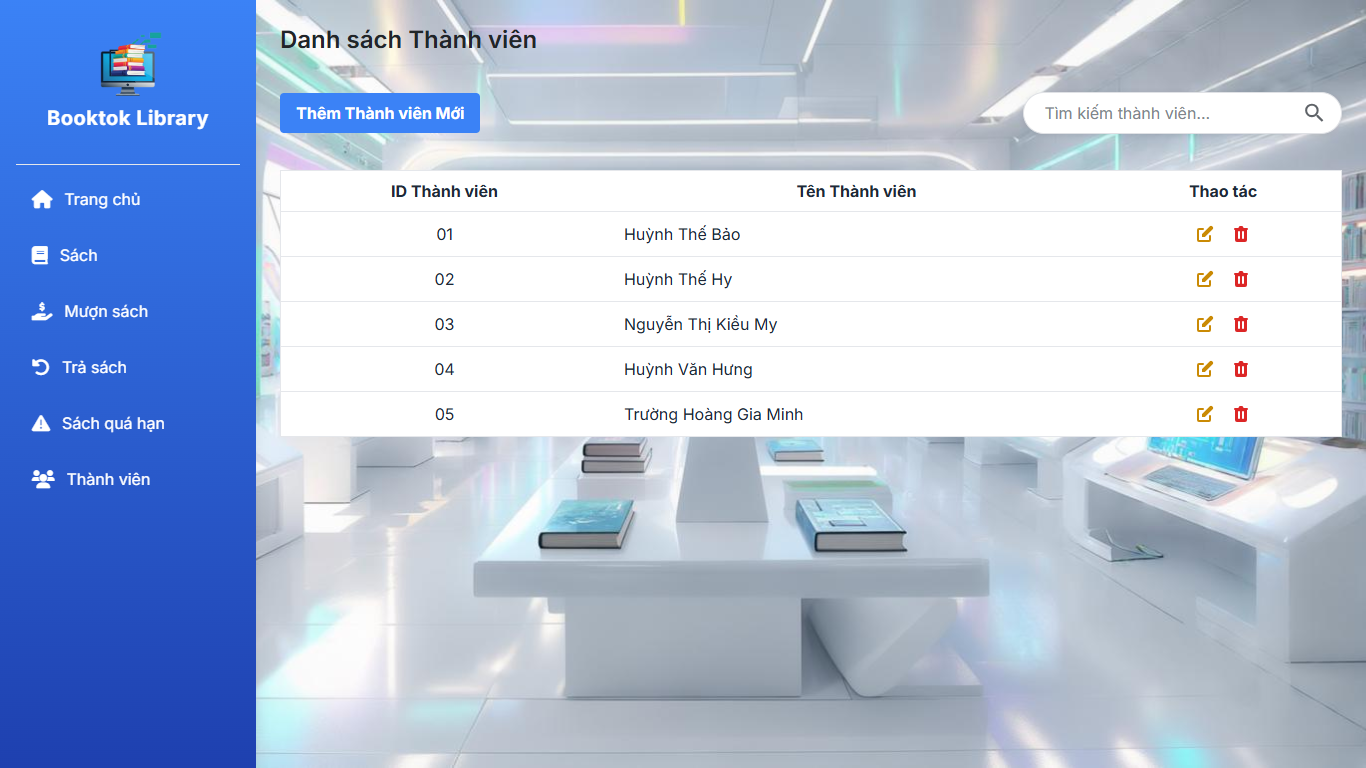 Booktok Library
Trang chủ
Sách
Mượn sách
Trả sách
Sách quá hạn
Thành viên
Danh sách Thành viên
Thêm Thành viên Mới
Tìm kiếm thành viên...
ID Thành viên Tên Thành viên Thao tác
01 Huỳnh Thế Bảo
02 Huỳnh Thế Hy
03 Nguyễn Thị Kiều My
04 Huỳnh Văn Hưng
05 Trường Hoàng Gia Minh